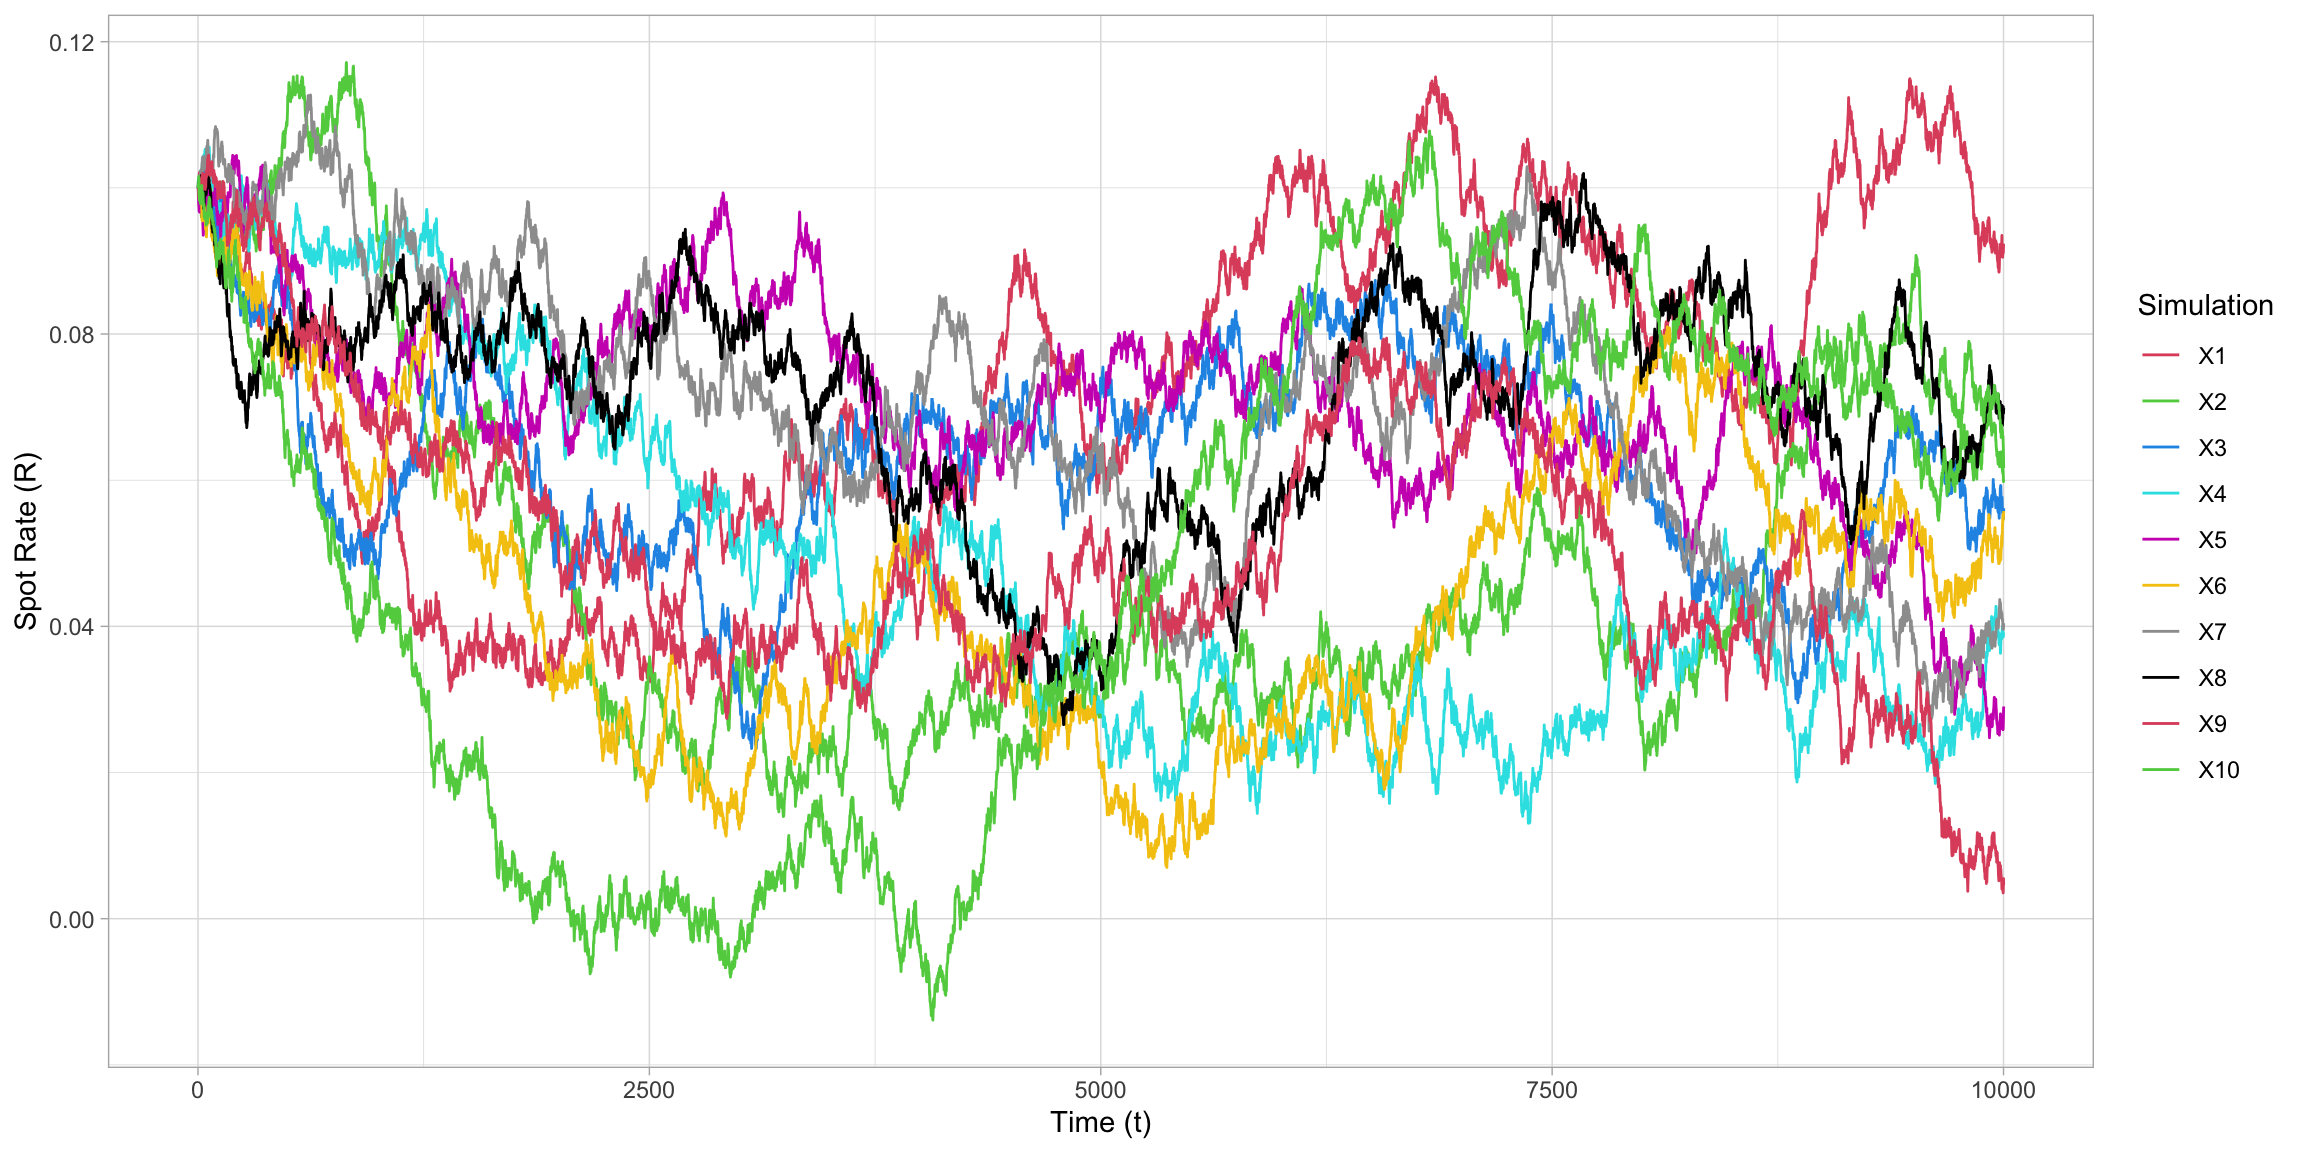 0.12
0.08
0.04
0.00
Spot Rate (R)
0
2500
5000
7500
10000
Time (t)
Simulation
X1
X2
X3
X4
X5
X6
X7
X8
X9
X10